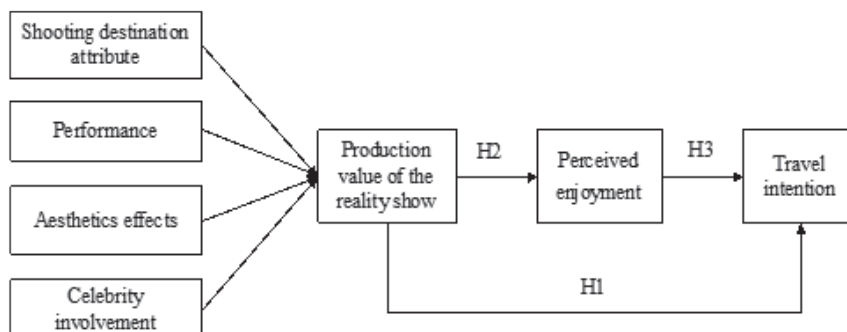 Shooting destination
attribute
Performance
Aesthetics effects
Celebrity
involvement
Production
value of the
reality show
H2
Perceived
enjoyment
H3
Travel
intention
H1